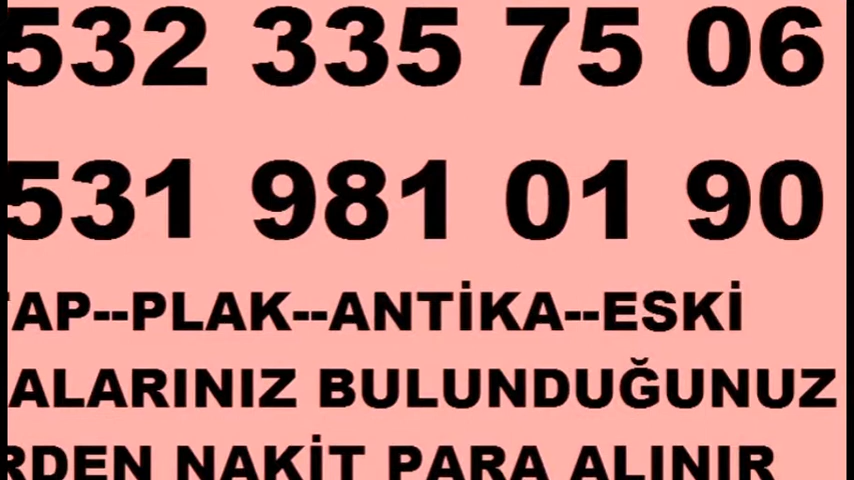 532 335 75 06
531 981 01 90
TAP--PLAK--ANTİKA--ESKİ
ALARINIZ BULUNDUĞUNUZ
RDEN NAKİT PARA ALINIR